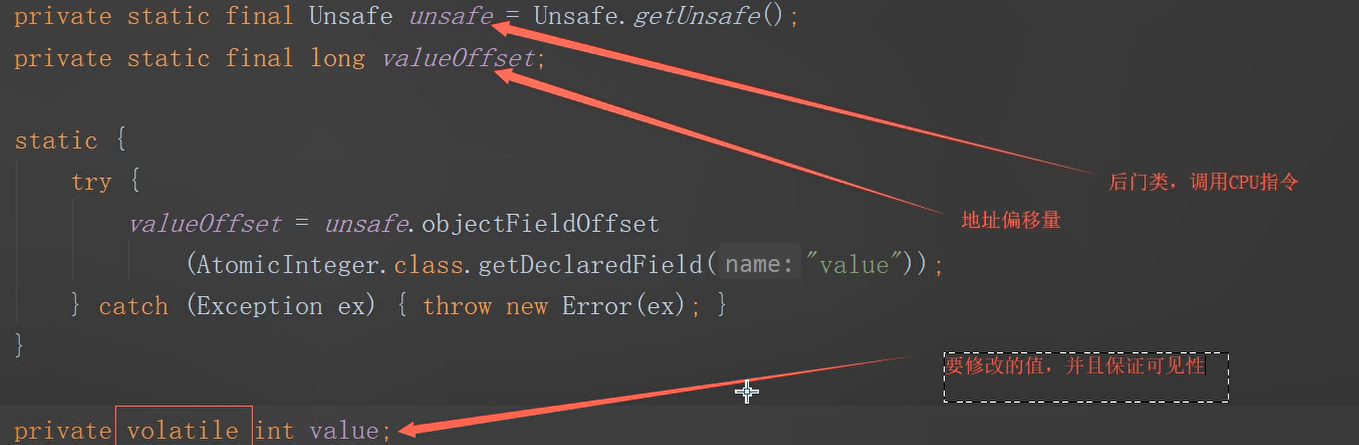 private static final Unsafe unsafe = Unsafe.getUnsafe();
private static final long valueOffset;
static {
try {
后门类，调用CPU指令
valueOffset = unsafe.objectFieldOffset
地址偏移量
(AtomicInteger.class.getDeclaredField( name: "value"));
} catch (Exception ex) { throw new Error(ex); }
}
要修改的值，并且保证可见性
private volatile int value;